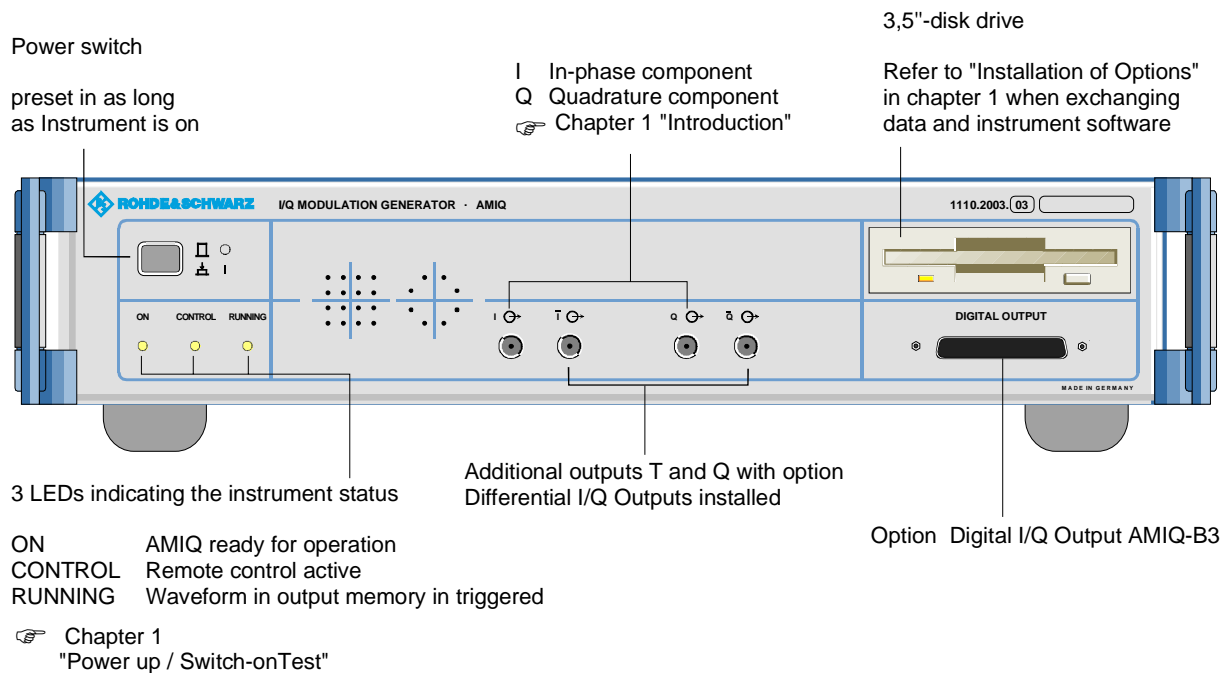 Power switch
preset in as long
as Instrument is on
I In-phase component
Q Quadrature component
☞ Chapter 1 "Introduction"
3,5"-disk drive
Refer to "Installation of Options"
in chapter 1 when exchanging
data and instrument software
ROHDE&SCHWARZ I/Q MODULATION GENERATOR · AMIQ 1110.2003. 03
I
ON CONTROL RUNNING
I I̅ Q Q̅
DIGITAL OUTPUT
MADE IN GERMANY
3 LEDs indicating the instrument status
ON AMIQ ready for operation
CONTROL Remote control active
RUNNING Waveform in output memory in triggered
☞ Chapter 1
"Power up / Switch-onTest"
Additional outputs T and Q with option
Differential I/Q Outputs installed
Option Digital I/Q Output AMIQ-B3